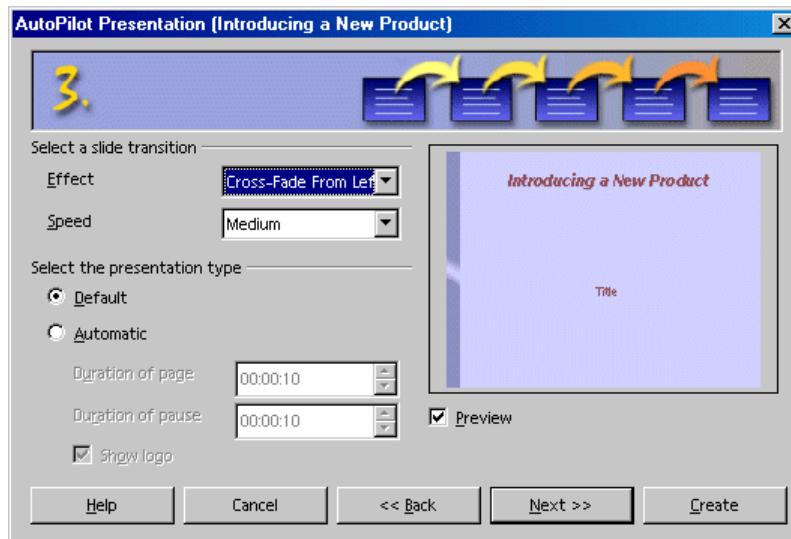 AutoPilot Presentation (Introducing a New Product)
3.
Select a slide transition
Effect
Cross-Fade From Lef
Speed
Medium
Select the presentation type
Default
Automatic
Duration of page
00:00:10
Duration of pause
00:00:10
Show logo
Introducing a New Product
Title
Preview
Help
Cancel
<< Back
Next >>
Create